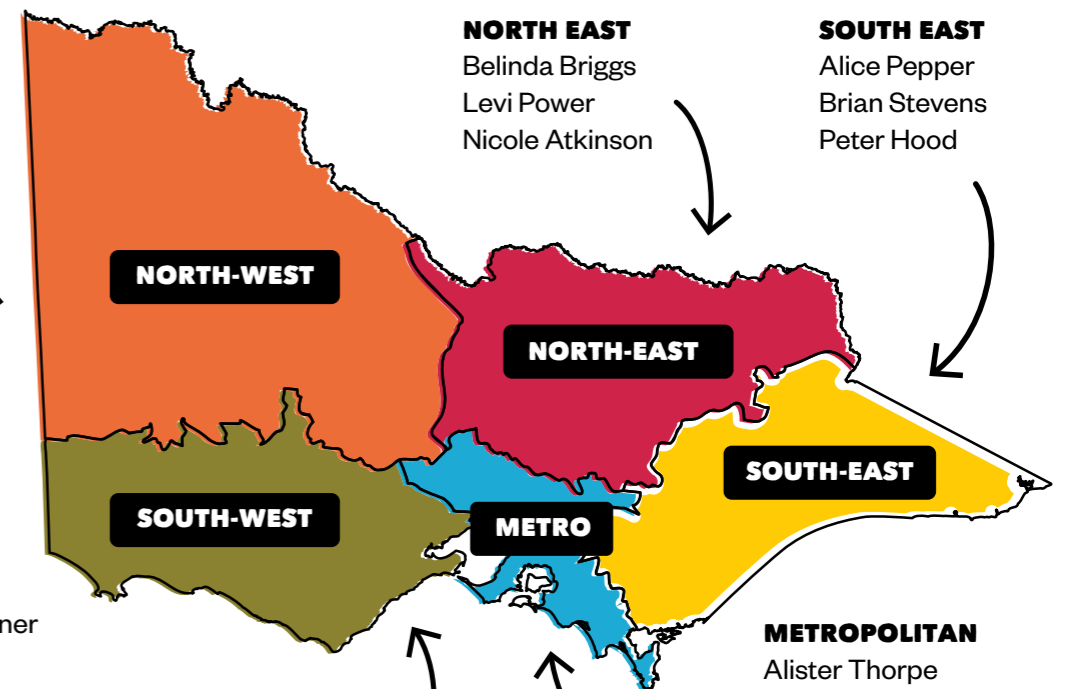 NORTH EAST
Belinda Briggs
Levi Power
Nicole Atkinson
SOUTH EAST
Alice Pepper
Brian Stevens
Peter Hood
NORTH-WEST
NORTH-EAST
SOUTH-EAST
SOUTH-WEST
METRO
ner
METROPOLITAN
Alister Thorpe